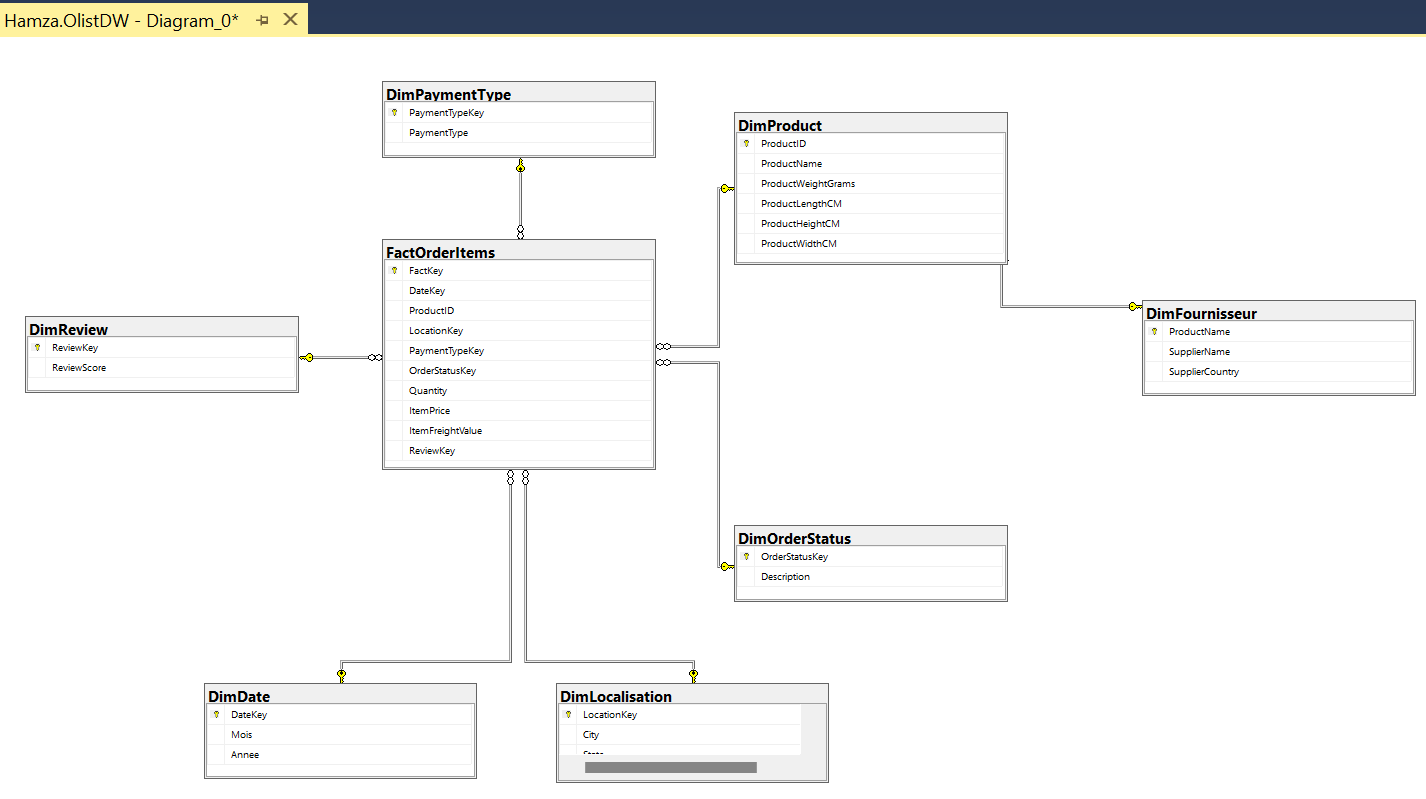 Hamza.OlistDW - Diagram_0*
DimPaymentType
PaymentTypeKey
PaymentType
DimProduct
ProductID
ProductName
ProductWeightGrams
ProductLengthCM
ProductHeightCM
ProductWidthCM
FactOrderItems
FactKey
DateKey
ProductID
LocationKey
PaymentTypeKey
OrderStatusKey
Quantity
ItemPrice
ItemFreightValue
ReviewKey
DimReview
ReviewKey
ReviewScore
DimFournisseur
ProductName
SupplierName
SupplierCountry
DimOrderStatus
OrderStatusKey
Description
DimDate
DateKey
Mois
Annee
DimLocalisation
LocationKey
City
State